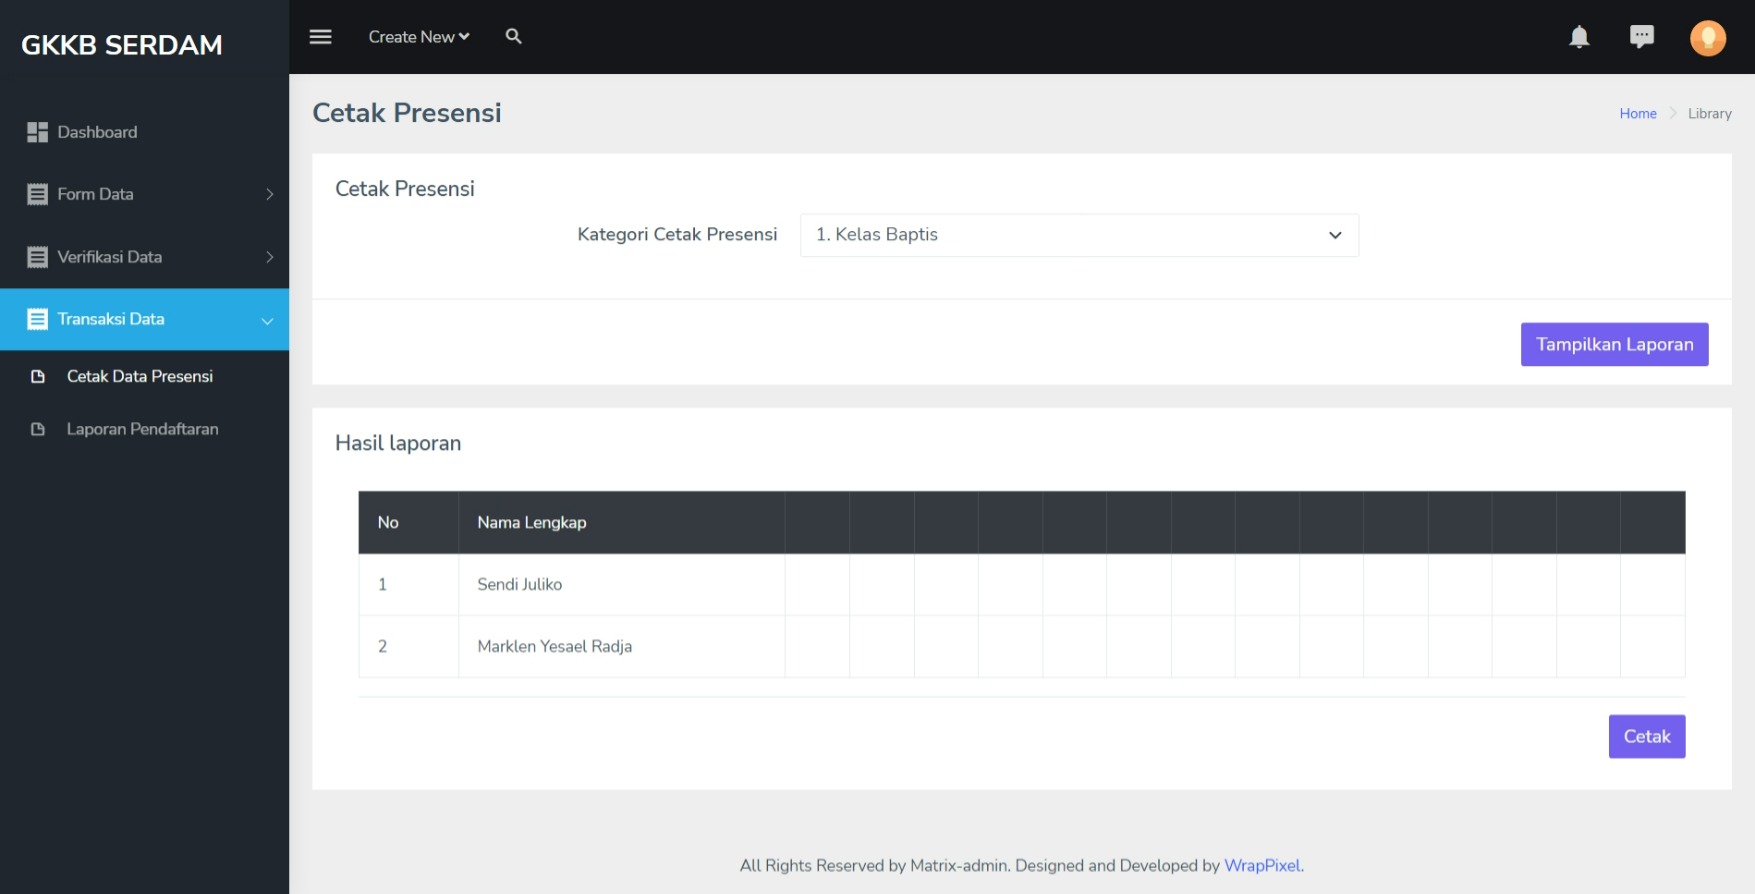 GKKB SERDAM
Create New
Dashboard
Form Data
Verifikasi Data
Transaksi Data
Cetak Data Presensi
Laporan Pendaftaran
Cetak Presensi
Home Library
Cetak Presensi
Kategori Cetak Presensi 1. Kelas Baptis
Tampilkan Laporan
Hasil laporan
No Nama Lengkap
1 Sendi Juliko
2 Marklen Yesael Radja
Cetak
All Rights Reserved by Matrix-admin. Designed and Developed by WrapPixel.